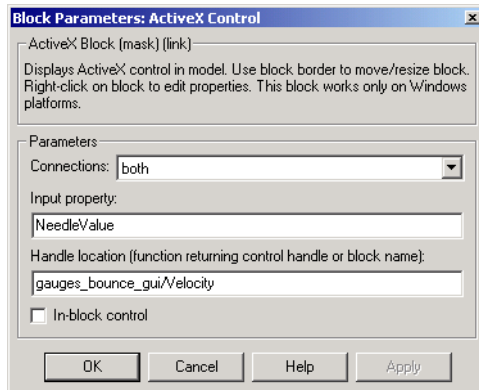 Block Parameters: ActiveX Control
ActiveX Block (mask) (link)
Displays ActiveX control in model. Use block border to move/resize block.
Right-click on block to edit properties. This block works only on Windows
platforms.
Parameters
Connections: both
Input property:
NeedleValue
Handle location (function returning control handle or block name):
gauges_bounce_gui/Velocity
In-block control
OK Cancel Help Apply